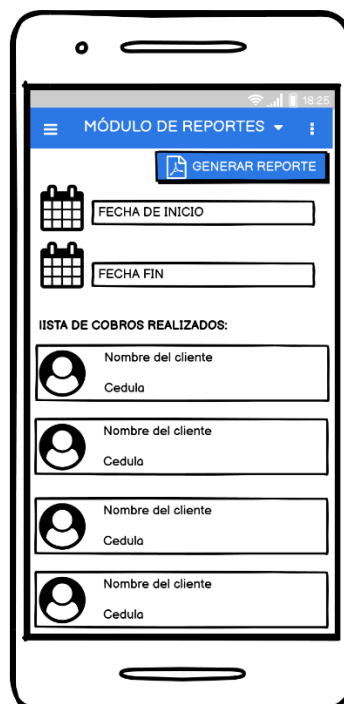 18:25
MÓDULO DE REPORTES
GENERAR REPORTE
FECHA DE INICIO
FECHA FIN
lISTA DE COBROS REALIZADOS:
Nombre del cliente
Cedula
Nombre del cliente
Cedula
Nombre del cliente
Cedula
Nombre del cliente
Cedula